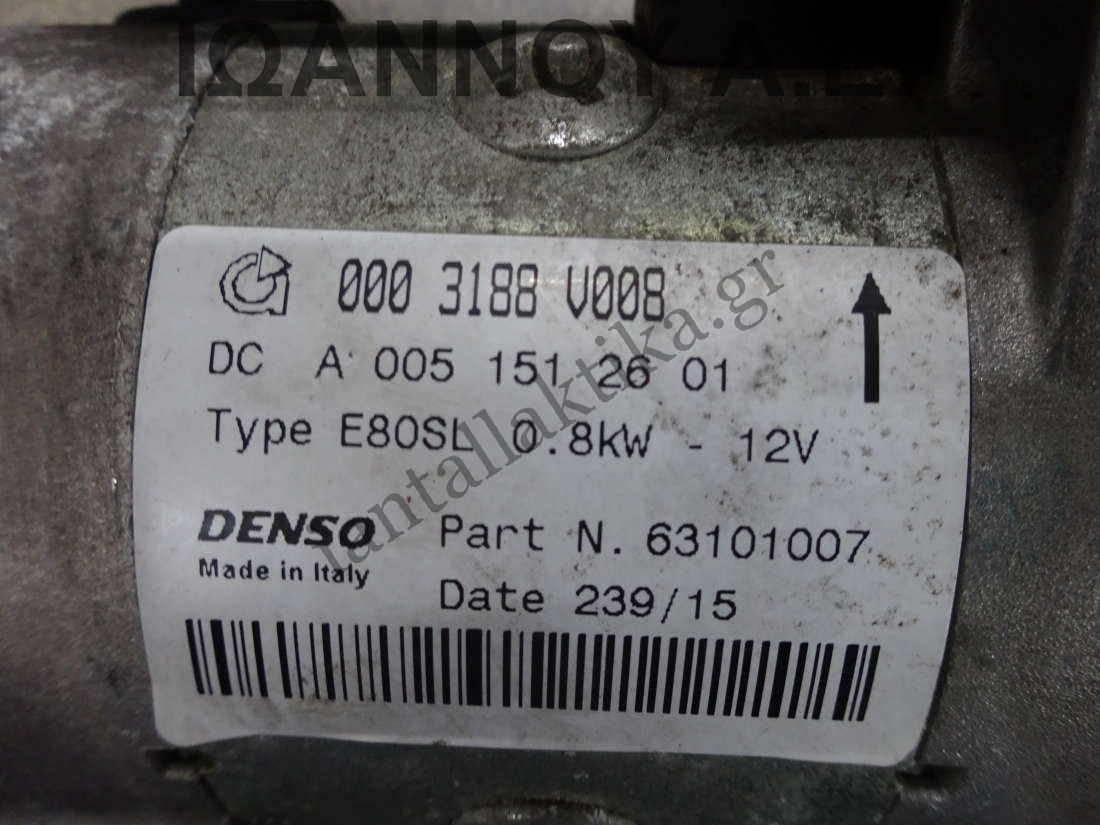 ΙΩΑΝΝΟΥ Α.Ε.
000 3188 V008
DC A 005 151 26 01
Type E80SL 0.8kW - 12V
DENSO Part N. 63101007
Made in Italy
Date 239/15
iantallaktika.gr